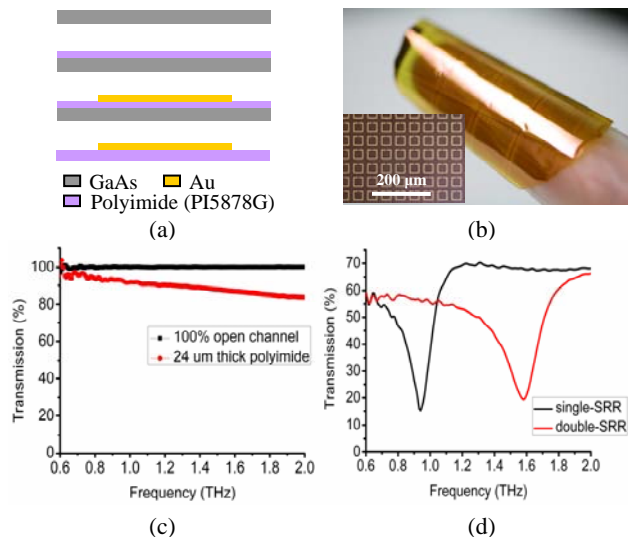 GaAs Au
Polyimide (PI5878G)
(a)
200 μm
(b)
Transmission (%)
100
80
60
40
20
0
100% open channel
24 um thick polyimide
0.6 0.8 1.0 1.2 1.4 1.6 1.8 2.0
Frequency (THz)
(c)
Transmission (%)
70
60
50
40
30
20
10
0
single-SRR
double-SRR
0.6 0.8 1.0 1.2 1.4 1.6 1.8 2.0
Frequency (THz)
(d)